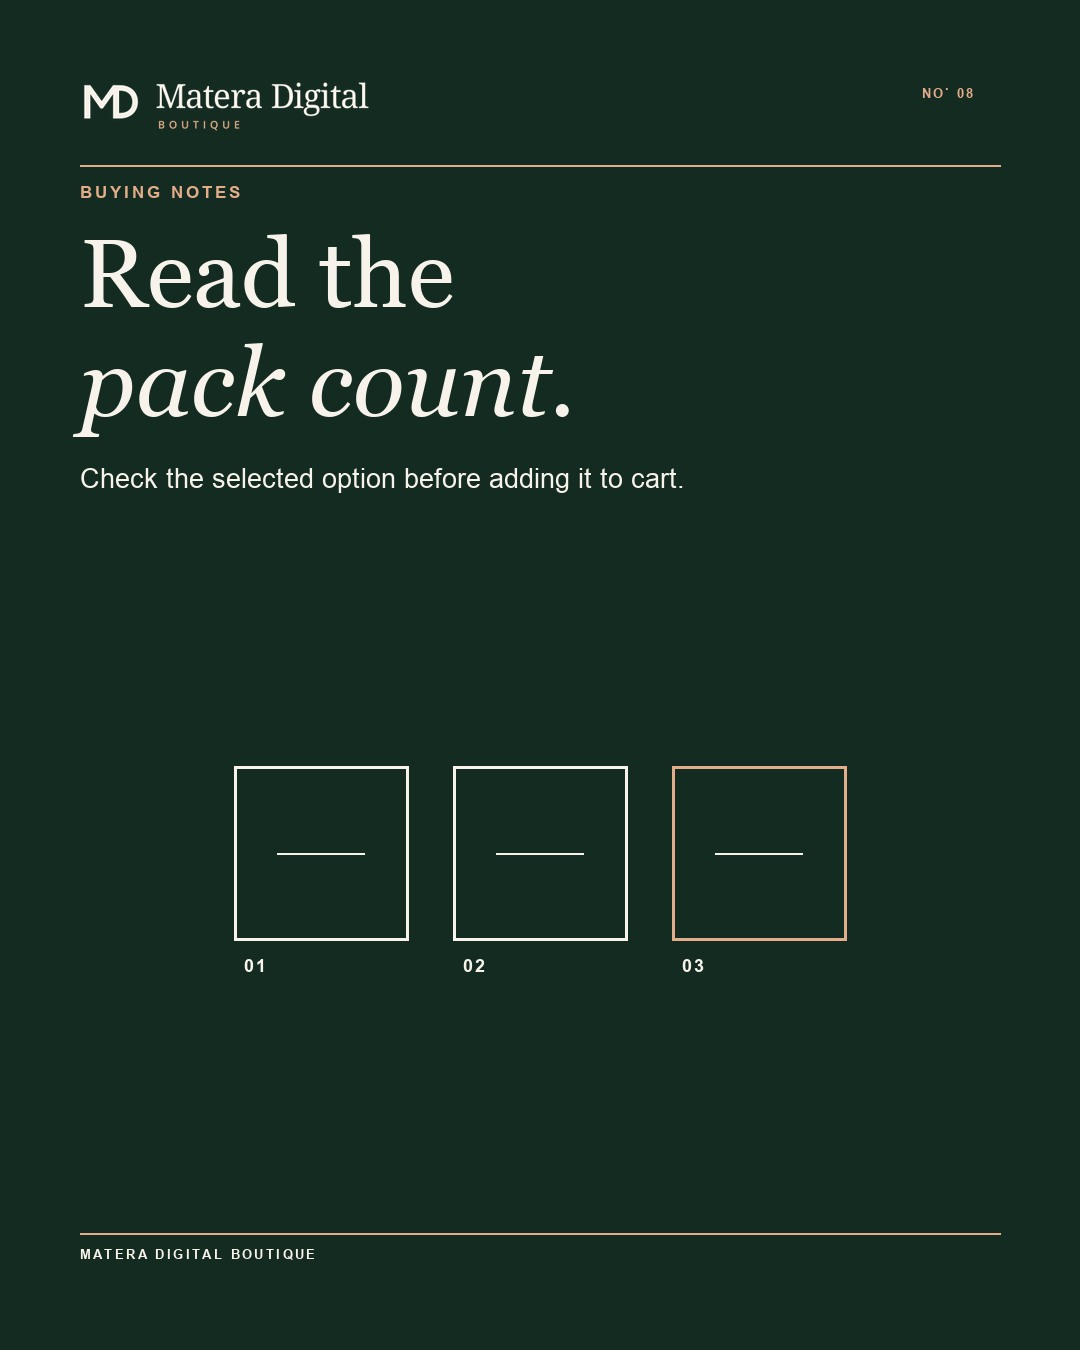 MD Matera Digital
BOUTIQUE
NO˙ 08
BUYING NOTES
Read the
pack count.
Check the selected option before adding it to cart.
01 02 03
MATERA DIGITAL BOUTIQUE